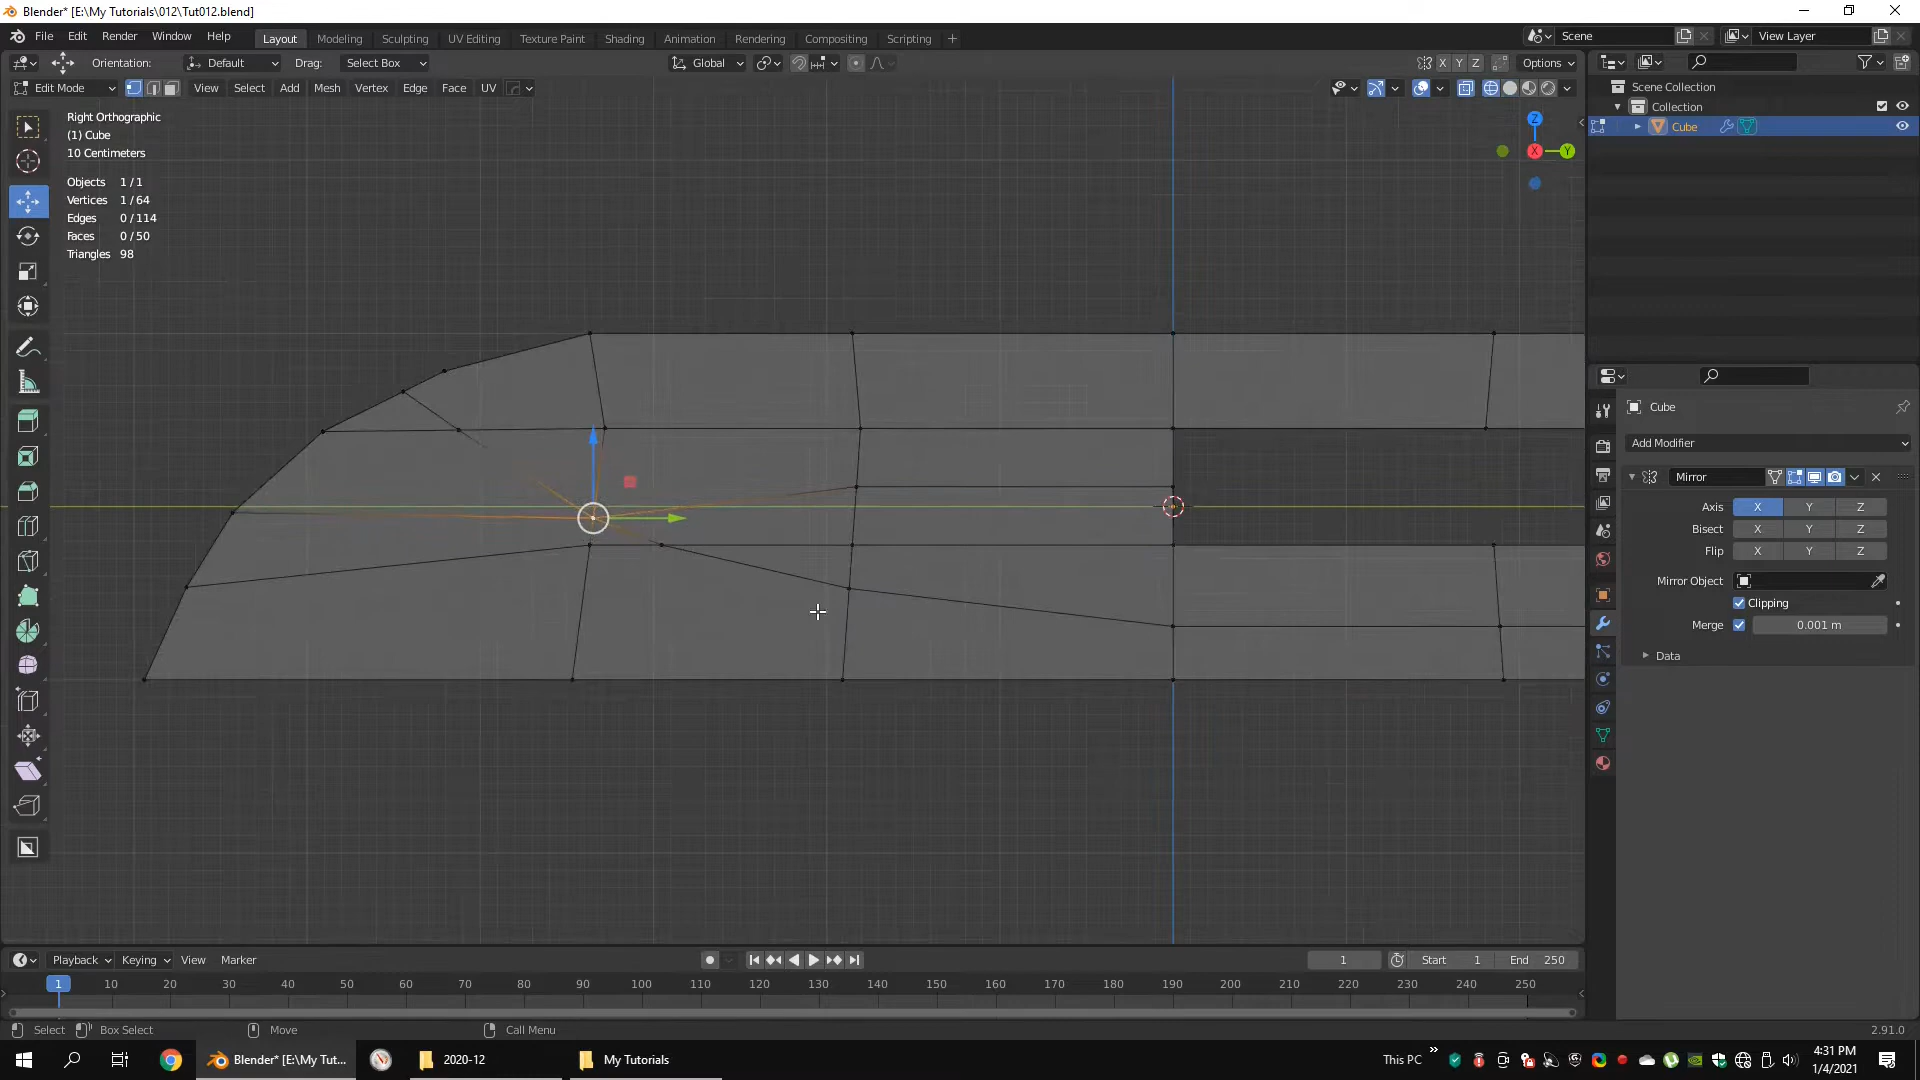 Blender* [E:\My Tutorials\012\Tut012.blend]
File Edit Render Window Help Layout Modeling Sculpting UV Editing Texture Paint Shading Animation Rendering Compositing Scripting + Scene View Layer
Orientation: Default Drag: Select Box Global X Y Z Options
Edit Mode View Select Add Mesh Vertex Edge Face UV
Scene Collection
Collection
Cube
Right Orthographic
(1) Cube
10 Centimeters
Objects 1/1
Vertices 1/64
Edges 0/114
Faces 0/50
Triangles 98
Z
X Y
Cube
Add Modifier
Mirror
Axis X Y Z
Bisect X Y Z
Flip X Y Z
Mirror Object
Clipping
Merge 0.001 m
Data
Playback Keying View Marker 1 Start 1 End 250
1 10 20 30 40 50 60 70 80 90 100 110 120 130 140 150 160 170 180 190 200 210 220 230 240 250
Select Box Select Move Call Menu 2.91.0
Blender* [E:\My Tut... 2020-12 My Tutorials This PC » 4:31 PM
1/4/2021